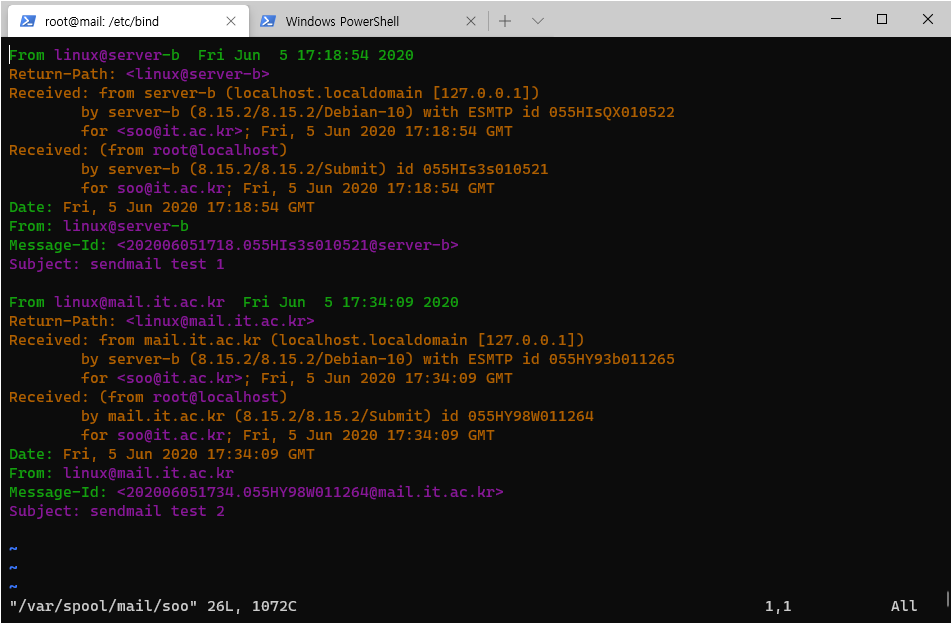 root@mail: /etc/bind
Windows PowerShell
From linux@server-b  Fri Jun  5 17:18:54 2020
Return-Path: <linux@server-b>
Received: from server-b (localhost.localdomain [127.0.0.1])
        by server-b (8.15.2/8.15.2/Debian-10) with ESMTP id 055HIsQX010522
        for <soo@it.ac.kr>; Fri, 5 Jun 2020 17:18:54 GMT
Received: (from root@localhost)
        by server-b (8.15.2/8.15.2/Submit) id 055HIs3s010521
        for soo@it.ac.kr; Fri, 5 Jun 2020 17:18:54 GMT
Date: Fri, 5 Jun 2020 17:18:54 GMT
From: linux@server-b
Message-Id: <202006051718.055HIs3s010521@server-b>
Subject: sendmail test 1
From linux@mail.it.ac.kr  Fri Jun  5 17:34:09 2020
Return-Path: <linux@mail.it.ac.kr>
Received: from mail.it.ac.kr (localhost.localdomain [127.0.0.1])
        by server-b (8.15.2/8.15.2/Debian-10) with ESMTP id 055HY93b011265
        for <soo@it.ac.kr>; Fri, 5 Jun 2020 17:34:09 GMT
Received: (from root@localhost)
        by mail.it.ac.kr (8.15.2/8.15.2/Submit) id 055HY98W011264
        for soo@it.ac.kr; Fri, 5 Jun 2020 17:34:09 GMT
Date: Fri, 5 Jun 2020 17:34:09 GMT
From: linux@mail.it.ac.kr
Message-Id: <202006051734.055HY98W011264@mail.it.ac.kr>
Subject: sendmail test 2
~
~
~
"/var/spool/mail/soo" 26L, 1072C 1,1 All